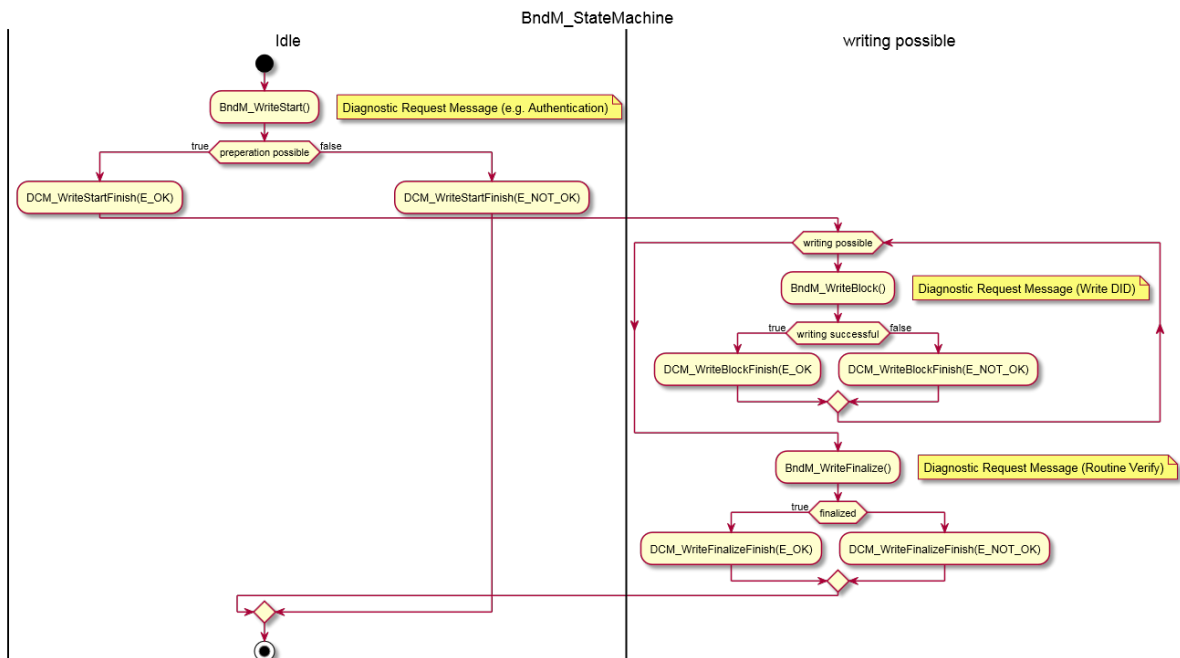 BndM_StateMachine
Idle
writing possible
BndM_WriteStart()
Diagnostic Request Message (e.g. Authentication)
true
preperation possible
false
DCM_WriteStartFinish(E_OK)
DCM_WriteStartFinish(E_NOT_OK)
writing possible
BndM_WriteBlock()
Diagnostic Request Message (Write DID)
true
writing successful
false
DCM_WriteBlockFinish(E_OK
DCM_WriteBlockFinish(E_NOT_OK)
BndM_WriteFinalize()
Diagnostic Request Message (Routine Verify)
true
finalized
DCM_WriteFinalizeFinish(E_OK)
DCM_WriteFinalizeFinish(E_NOT_OK)